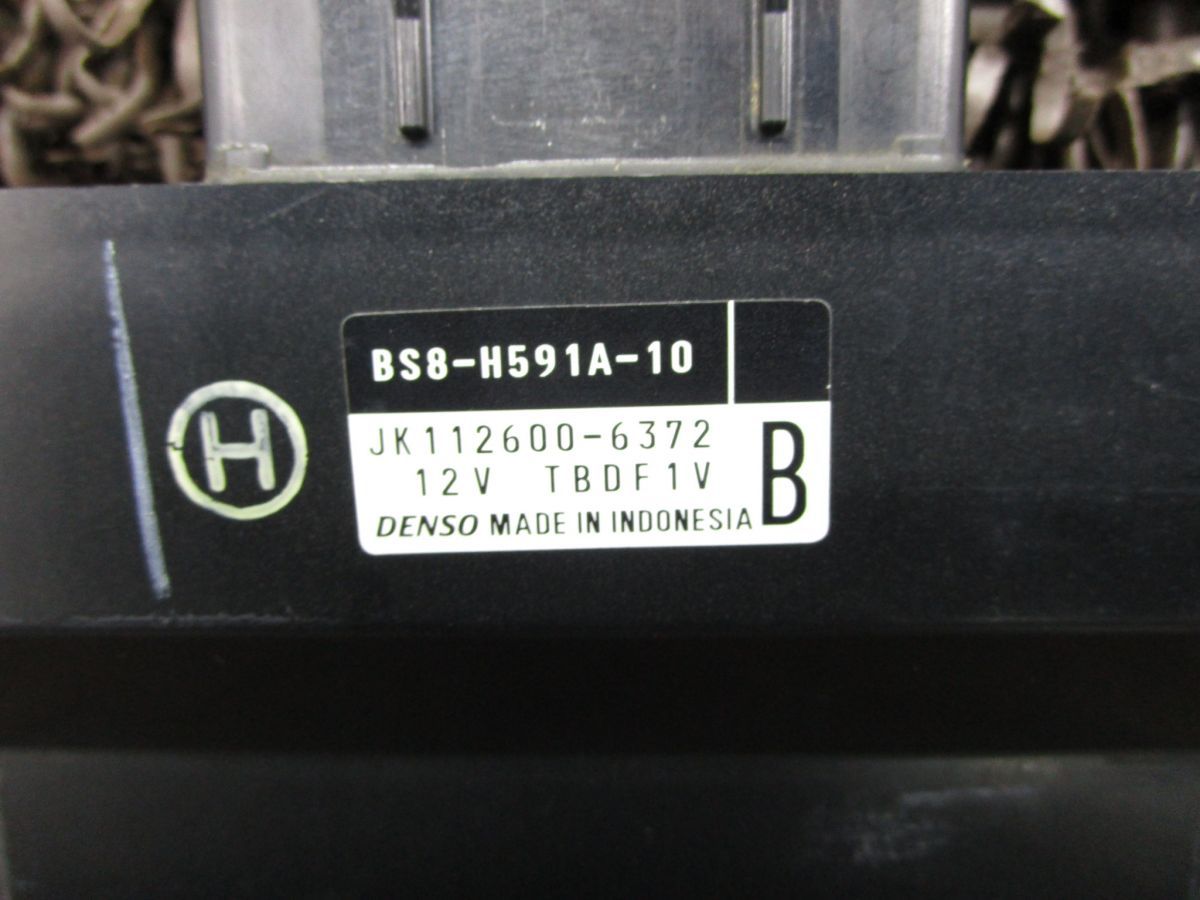 BS8-H591A-10
JK112600-6372
12V TBDF1V
B
DENSO MADE IN INDONESIA
H